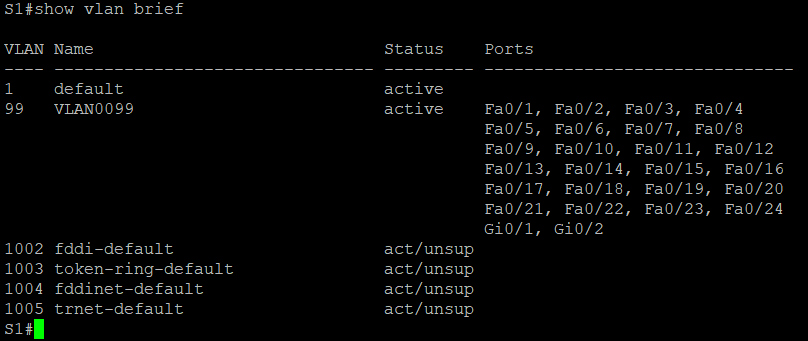 S1#show vlan brief
VLAN Name                             Status    Ports
---- -------------------------------- --------- -------------------------------
1    default                          active
99   VLAN0099                         active    Fa0/1, Fa0/2, Fa0/3, Fa0/4
                                                Fa0/5, Fa0/6, Fa0/7, Fa0/8
                                                Fa0/9, Fa0/10, Fa0/11, Fa0/12
                                                Fa0/13, Fa0/14, Fa0/15, Fa0/16
                                                Fa0/17, Fa0/18, Fa0/19, Fa0/20
                                                Fa0/21, Fa0/22, Fa0/23, Fa0/24
                                                Gi0/1, Gi0/2
1002 fddi-default                     act/unsup
1003 token-ring-default               act/unsup
1004 fddinet-default                  act/unsup
1005 trnet-default                    act/unsup
S1#